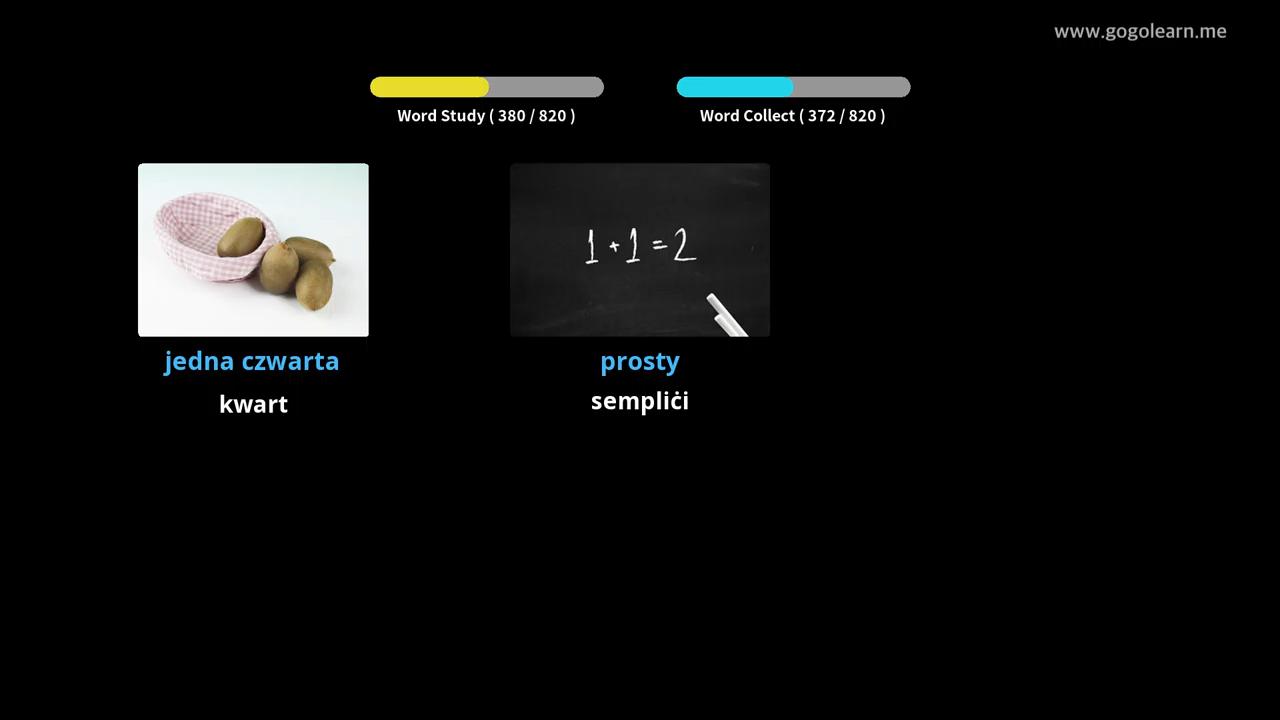 www.gogolearn.me
Word Study ( 380 / 820 )
Word Collect ( 372 / 820 )
1 + 1 = 2
jedna czwarta
kwart
prosty
sempliċi